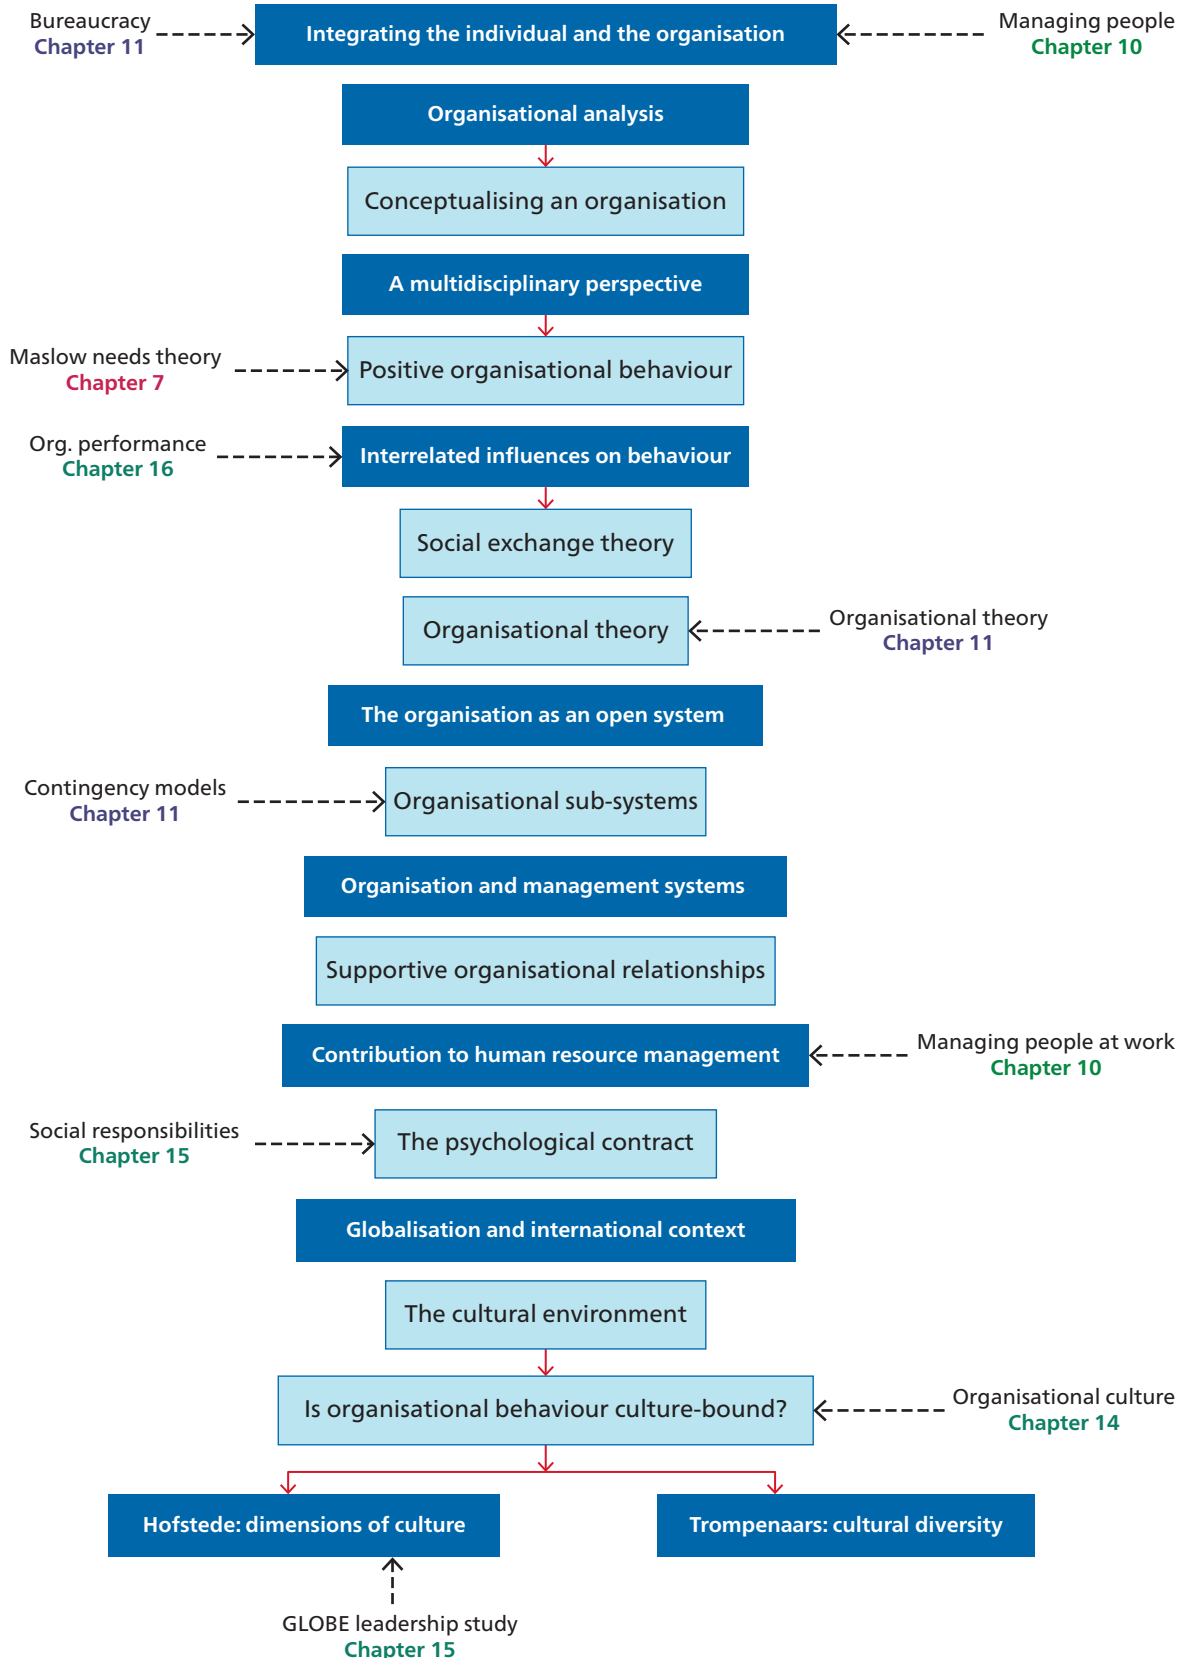 Bureaucracy
Chapter 11
Integrating the individual and the organisation
Managing people
Chapter 10
Organisational analysis
Conceptualising an organisation
A multidisciplinary perspective
Maslow needs theory
Chapter 7
Positive organisational behaviour
Org. performance
Chapter 16
Interrelated influences on behaviour
Social exchange theory
Organisational theory
Organisational theory
Chapter 11
The organisation as an open system
Contingency models
Chapter 11
Organisational sub-systems
Organisation and management systems
Supportive organisational relationships
Contribution to human resource management
Managing people at work
Chapter 10
Social responsibilities
Chapter 15
The psychological contract
Globalisation and international context
The cultural environment
Is organisational behaviour culture-bound?
Organisational culture
Chapter 14
Hofstede: dimensions of culture
Trompenaars: cultural diversity
GLOBE leadership study
Chapter 15